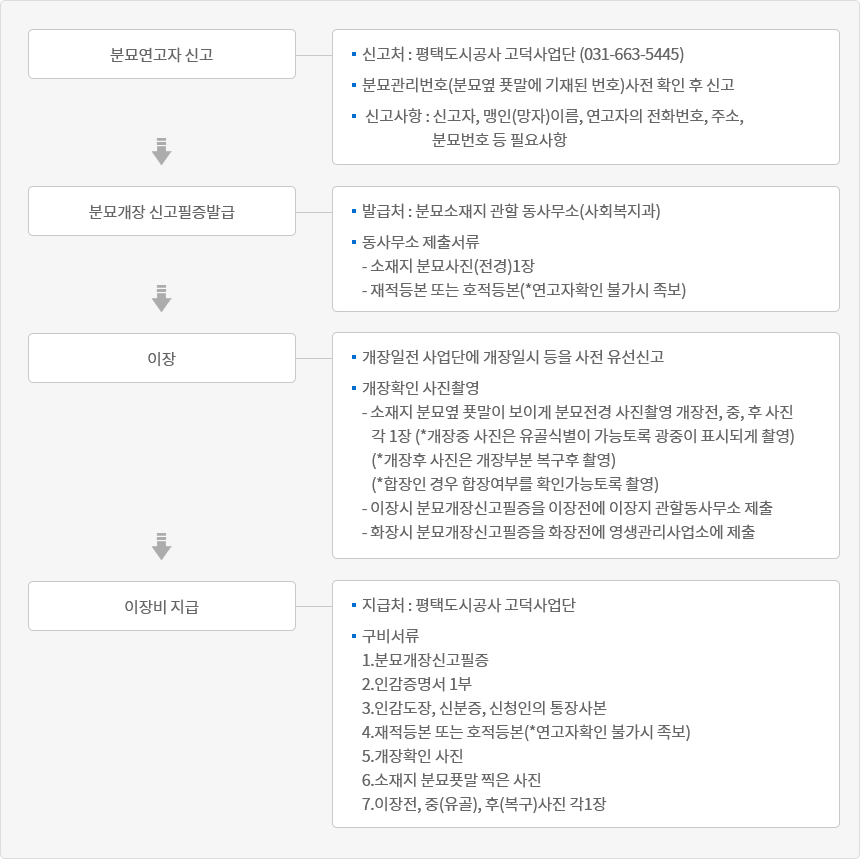 분묘연고자 신고
신고처 : 평택도시공사 고덕사업단 (031-663-5445)
분묘관리번호(분묘옆 푯말에 기재된 번호)사전 확인 후 신고
신고사항 : 신고자, 맹인(망자)이름, 연고자의 전화번호, 주소,
분묘번호 등 필요사항
분묘개장 신고필증발급
발급처 : 분묘소재지 관할 동사무소(사회복지과)
동사무소 제출서류
- 소재지 분묘사진(전경)1장
- 재적등본 또는 호적등본(*연고자확인 불가시 족보)
이장
개장일전 사업단에 개장일시 등을 사전 유선신고
개장확인 사진촬영
- 소재지 분묘옆 푯말이 보이게 분묘전경 사진촬영 개장전, 중, 후 사진
각 1장 (*개장중 사진은 유골식별이 가능토록 광중이 표시되게 촬영)
(*개장후 사진은 개장부분 복구후 촬영)
(*합장인 경우 합장여부를 확인가능토록 촬영)
- 이장시 분묘개장신고필증을 이장전에 이장지 관할동사무소 제출
- 화장시 분묘개장신고필증을 화장전에 영생관리사업소에 제출
이장비 지급
지급처 : 평택도시공사 고덕사업단
구비서류
1.분묘개장신고필증
2.인감증명서 1부
3.인감도장, 신분증, 신청인의 통장사본
4.재적등본 또는 호적등본(*연고자확인 불가시 족보)
5.개장확인 사진
6.소재지 분묘푯말 찍은 사진
7.이장전, 중(유골), 후(복구)사진 각1장